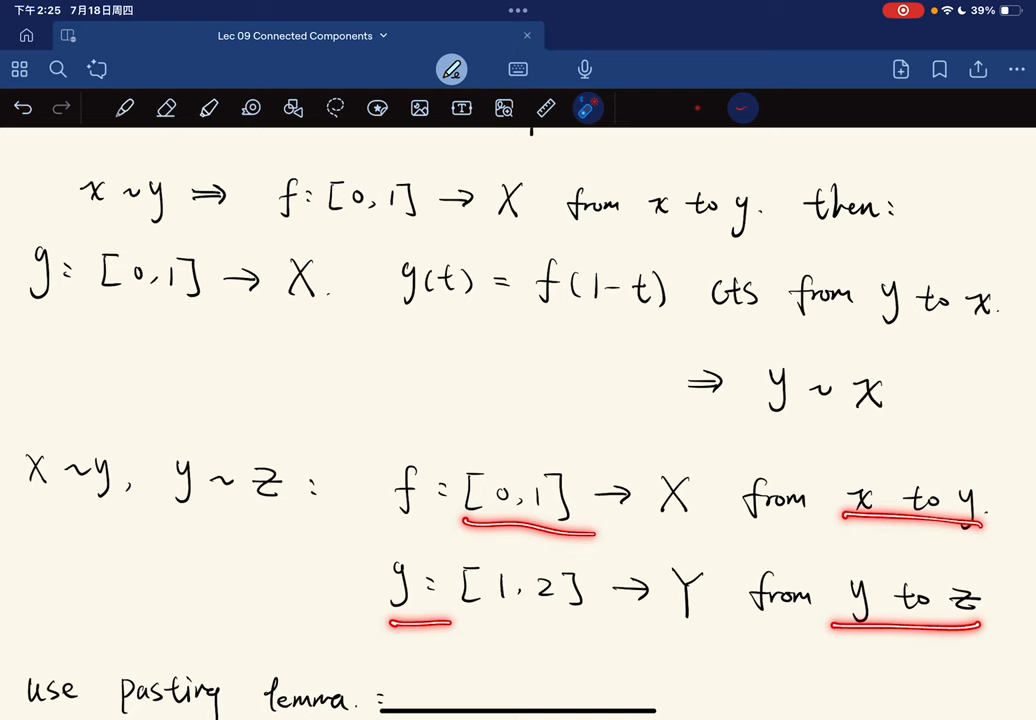 下午2:25 7月18日周四
39%
Lec 09 Connected Components
x ~ y ⇒ f : [0,1] → X from x to y. then:
g : [0,1] → X. g(t) = f(1-t) cts from y to x.
⇒ y ~ x
X ~ y, y ~ z : f : [0,1] → X from x to y.
g : [1,2] → Y from y to z
use pasting lemma. :